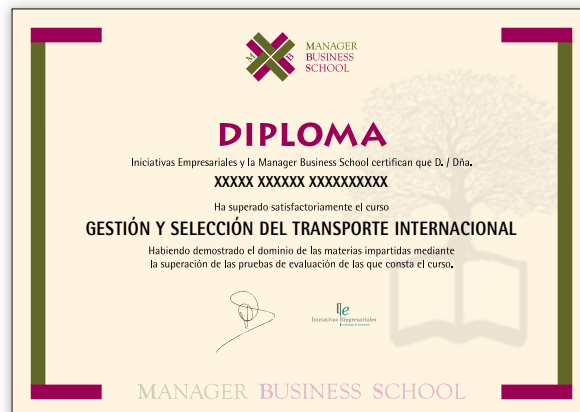 M B
MANAGER
BUSINESS
SCHOOL
DIPLOMA
Iniciativas Empresariales y la Manager Business School certifican que D. / Dña.
XXXXX XXXXXX XXXXXXXXXX
Ha superado satisfactoriamente el curso
GESTIÓN Y SELECCIÓN DEL TRANSPORTE INTERNACIONAL
Habiendo demostrado el dominio de las materias impartidas mediante
la superación de las pruebas de evaluación de las que consta el curso.
Iniciativas Empresariales
MANAGER BUSINESS SCHOOL